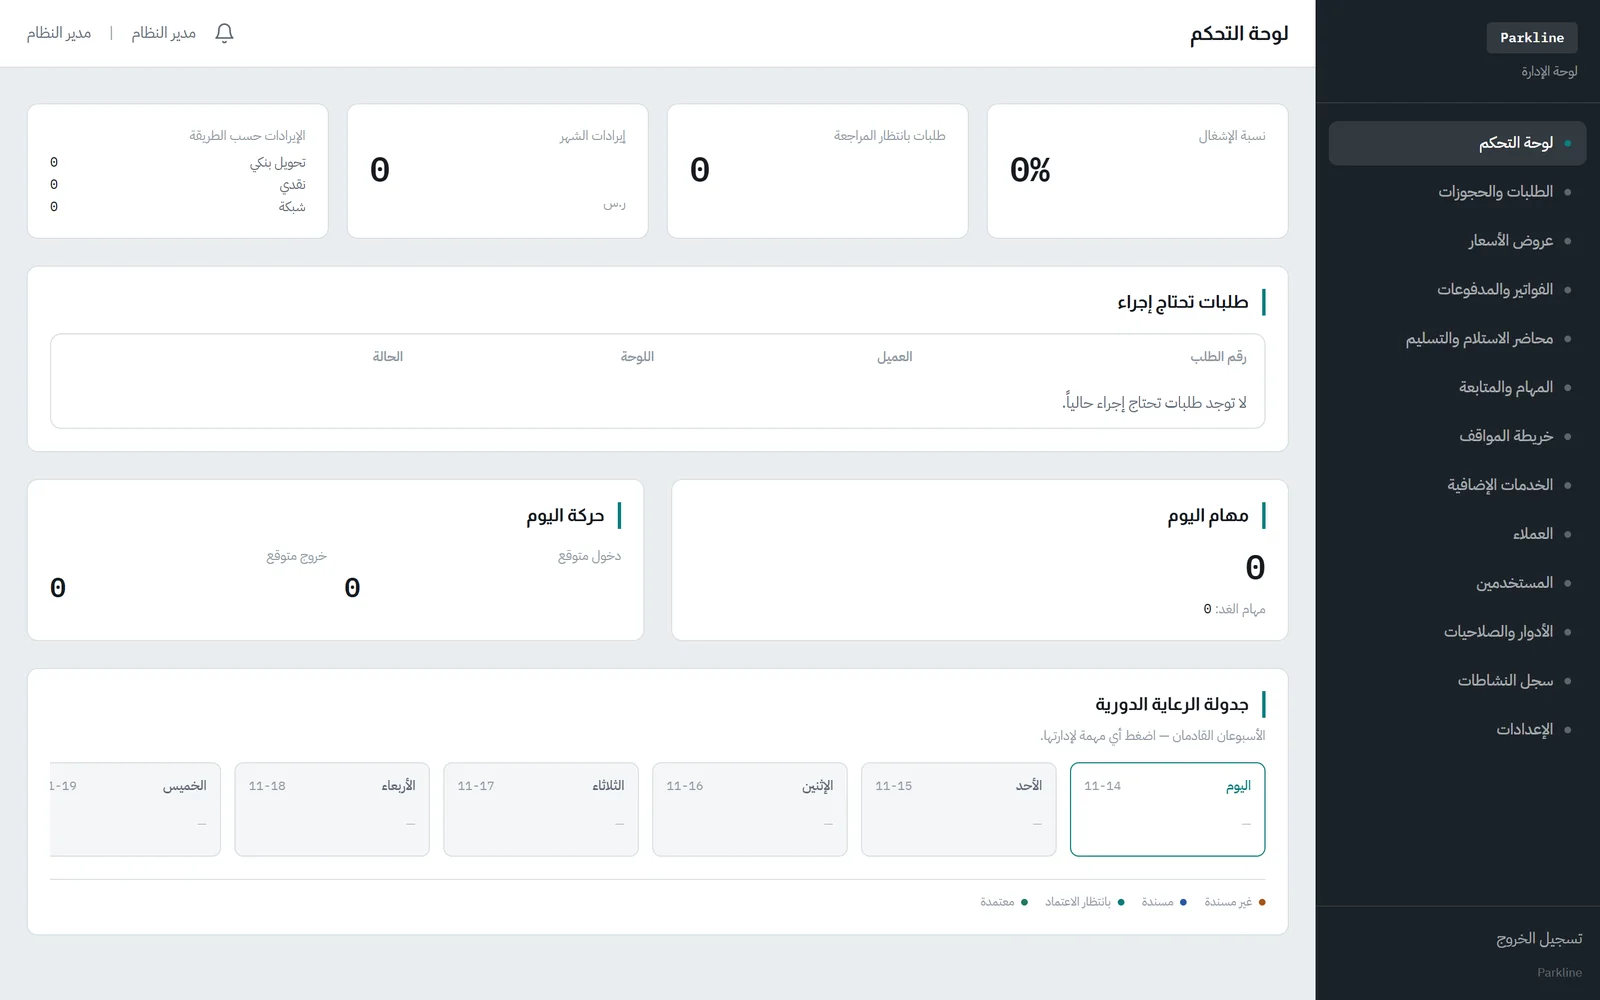 Parkline
لوحة الإدارة
لوحة التحكم
الطلبات والحجوزات
عروض الأسعار
الفواتير والمدفوعات
محاضر الاستلام والتسليم
المهام والمتابعة
خريطة المواقف
الخدمات الإضافية
العملاء
المستخدمين
الأدوار والصلاحيات
سجل النشاطات
الإعدادات
تسجيل الخروج
Parkline
لوحة التحكم
مدير النظام | مدير النظام
نسبة الإشغال
0%
طلبات بانتظار المراجعة
0
إيرادات الشهر
0
ر.س
الإيرادات حسب الطريقة
تحويل بنكي 0
نقدي 0
شبكة 0
طلبات تحتاج إجراء
رقم الطلب العميل اللوحة الحالة
لا توجد طلبات تحتاج إجراء حالياً.
مهام اليوم
0
مهام الغد: 0
حركة اليوم
دخول متوقع
0
خروج متوقع
0
جدولة الرعاية الدورية
الأسبوعان القادمان — اضغط أي مهمة لإدارتها.
اليوم 11-14
—
الأحد 11-15
—
الإثنين 11-16
—
الثلاثاء 11-17
—
الأربعاء 11-18
—
الخميس 1-19
—
غير مسندة مسندة بانتظار الاعتماد معتمدة